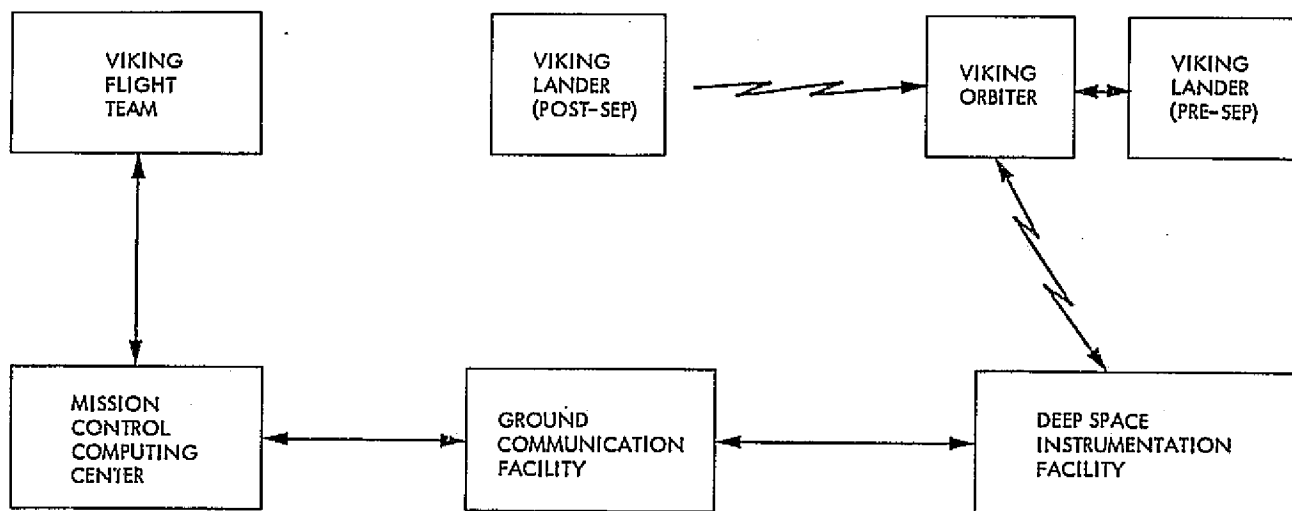 VIKING
FLIGHT
TEAM
VIKING
LANDER
(POST-SEP)
VIKING
ORBITER
VIKING
LANDER
(PRE-SEP)
MISSION
CONTROL
COMPUTING
CENTER
GROUND
COMMUNICATION
FACILITY
DEEP SPACE
INSTRUMENTATION
FACILITY